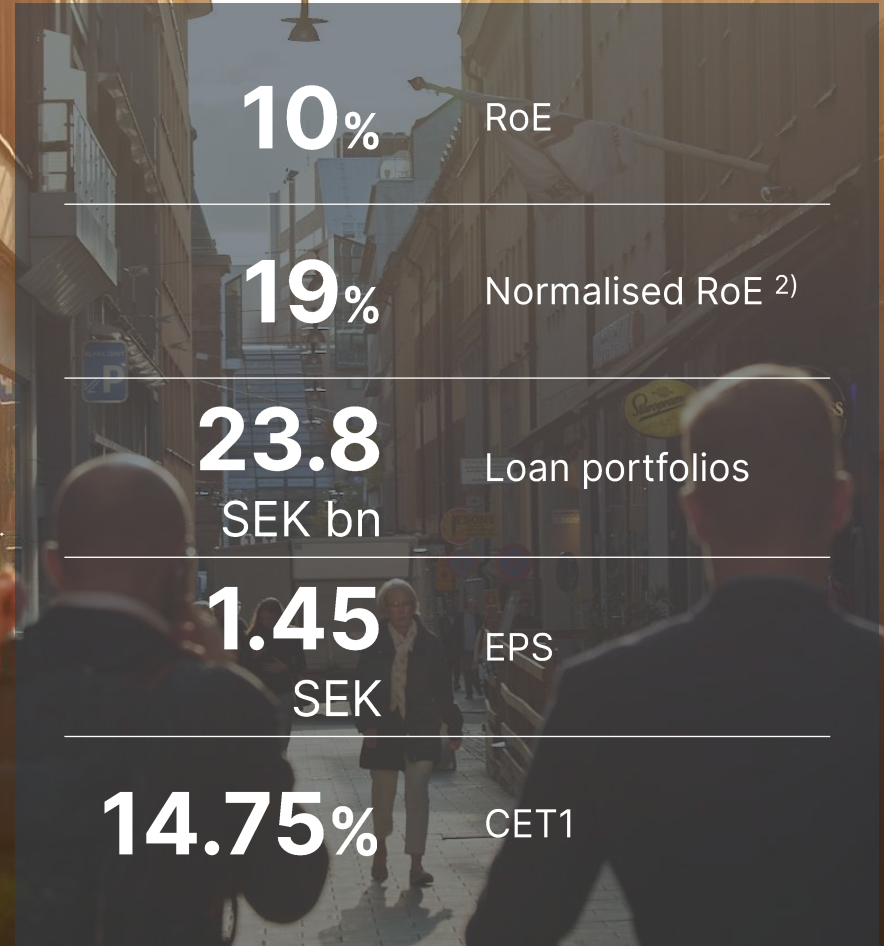 10% RoE
19% Normalised RoE 2)
23.8
SEK bn
Loan portfolios
1.45
SEK
EPS
14.75% CET1
P